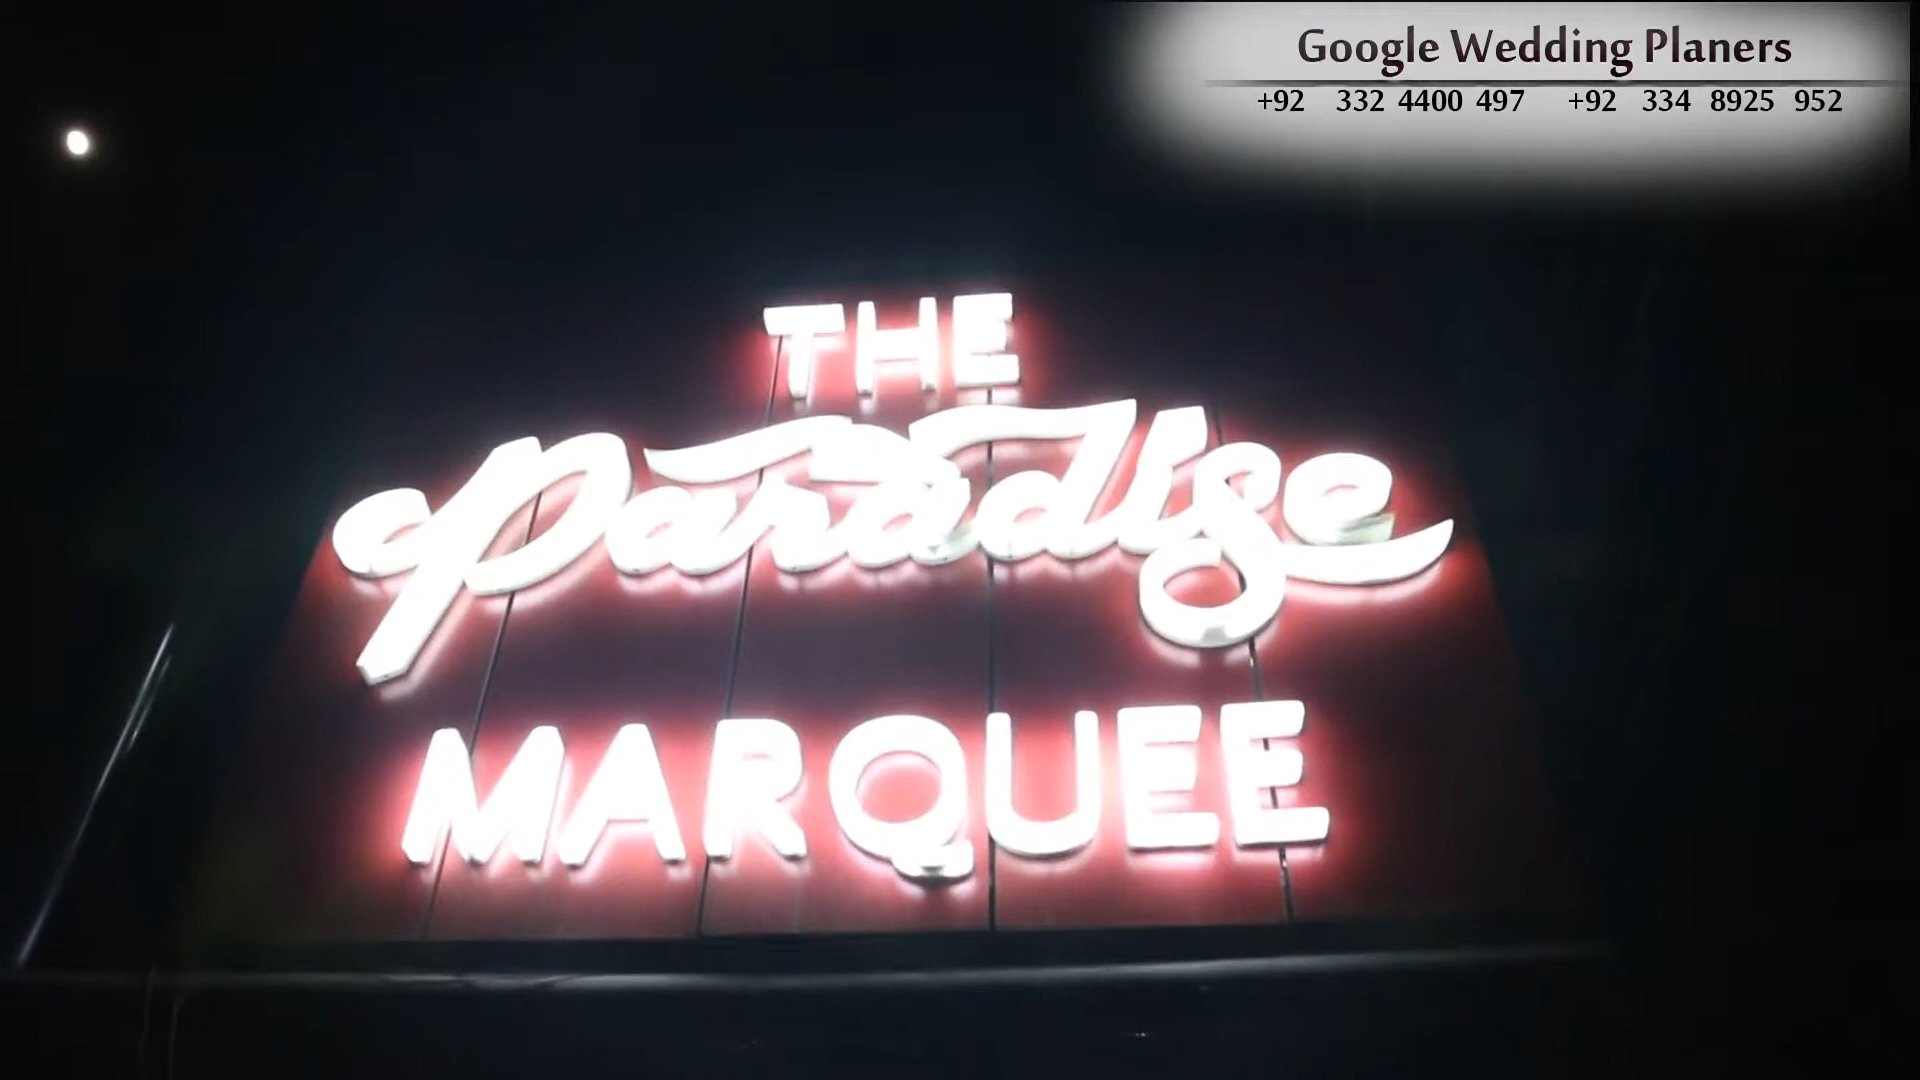 Google Wedding Planers
+92 332 4400 497 +92 334 8925 952
THE
Paradise
MARQUEE